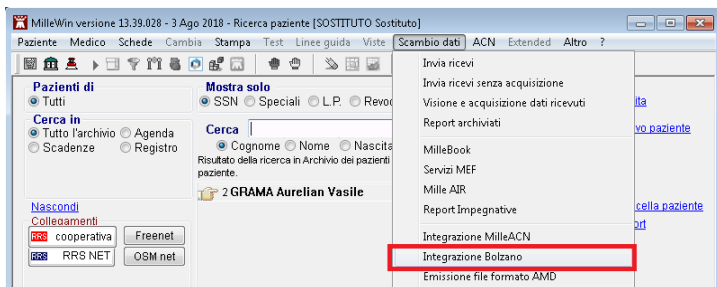 MilleWin versione 13.39.028 - 3 Ago 2018 - Ricerca paziente [SOSTITUTO Sostituto]
Paziente Medico Schede Cambia Stampa Test Linee guida Viste Scambio dati ACN Extended Altro ?
Pazienti di
Tutti
Cerca in
Tutto l'archivio Agenda
Scadenze Registro
Nascondi
Collegamenti
RRS cooperativa Freenet
RRS RRS NET OSM net
Mostra solo
SSN Speciali L.P. Revoc
Cerca
Cognome Nome Nascita
Risultato della ricerca in Archivio dei pazienti
paziente.
2 GRAMA Aurelian Vasile
Invia ricevi
Invia ricevi senza acquisizione
Visione e acquisizione dati ricevuti
Report archiviati
MilleBook
Servizi MEF
Mille AIR
Report Impegnative
Integrazione MilleACN
Integrazione Bolzano
Emissione file formato AMD
ita
vo paziente
cella paziente
ort